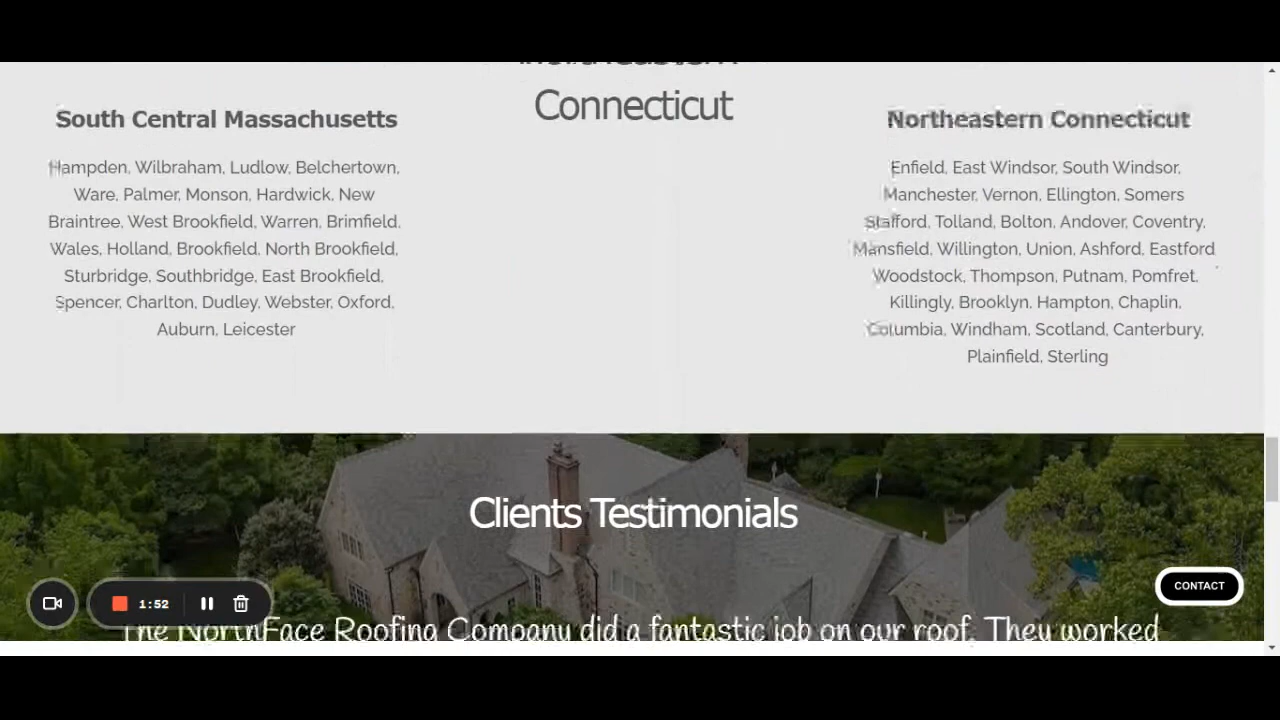 Connecticut
South Central Massachusetts
Hampden, Wilbraham, Ludlow, Belchertown,
Ware, Palmer, Monson, Hardwick, New
Braintree, West Brookfield, Warren, Brimfield,
Wales, Holland, Brookfield, North Brookfield,
Sturbridge, Southbridge, East Brookfield,
Spencer, Charlton, Dudley, Webster, Oxford,
Auburn, Leicester
Northeastern Connecticut
Enfield, East Windsor, South Windsor,
Manchester, Vernon, Ellington, Somers
Stafford, Tolland, Bolton, Andover, Coventry,
Mansfield, Willington, Union, Ashford, Eastford
Woodstock, Thompson, Putnam, Pomfret,
Killingly, Brooklyn, Hampton, Chaplin,
Columbia, Windham, Scotland, Canterbury,
Plainfield, Sterling
Clients Testimonials
The NorthFace Roofing Company did a fantastic job on our roof. They worked
1:52
CONTACT